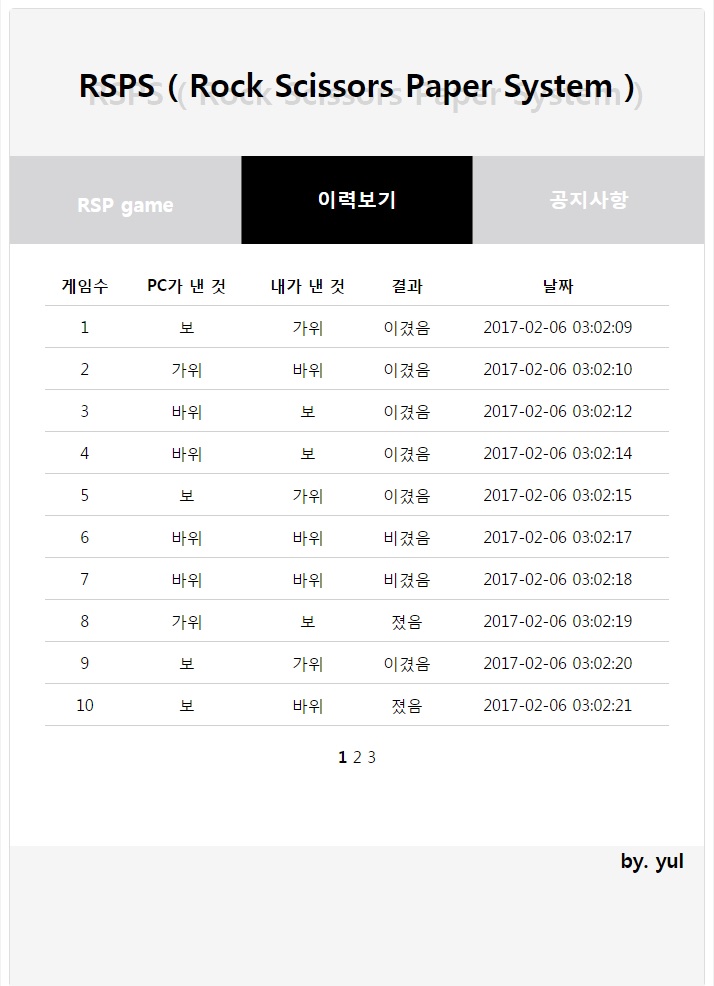 RSPS ( Rock Scissors Paper System )
RSP game 이력보기 공지사항
게임수 PC가 낸 것 내가 낸 것 결과 날짜
1 보 가위 이겼음 2017-02-06 03:02:09
2 가위 바위 이겼음 2017-02-06 03:02:10
3 바위 보 이겼음 2017-02-06 03:02:12
4 바위 보 이겼음 2017-02-06 03:02:14
5 보 가위 이겼음 2017-02-06 03:02:15
6 바위 바위 비겼음 2017-02-06 03:02:17
7 바위 바위 비겼음 2017-02-06 03:02:18
8 가위 보 졌음 2017-02-06 03:02:19
9 보 가위 이겼음 2017-02-06 03:02:20
10 보 바위 졌음 2017-02-06 03:02:21
1 2 3
by. yul